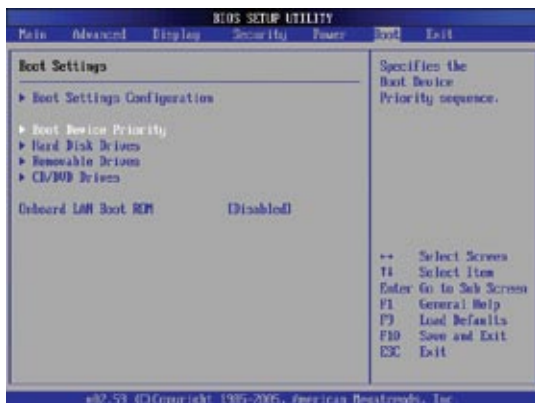 BIOS SETUP UTILITY
Main Advanced Display Security Power Boot Exit
Boot Settings
▶ Boot Settings Configuration
▶ Boot Device Priority
▶ Hard Disk Drives
▶ Removable Drives
▶ CD/DVD Drives
Onboard LAN Boot ROM [Disabled]
Specifies the
Boot Device
Priority sequence.
↔ Select Screen
↑↓ Select Item
Enter Go to Sub Screen
F1 General Help
F9 Load Defaults
F10 Save and Exit
ESC Exit
v02.59 (C)Copyright 1985-2005, American Megatrends, Inc.